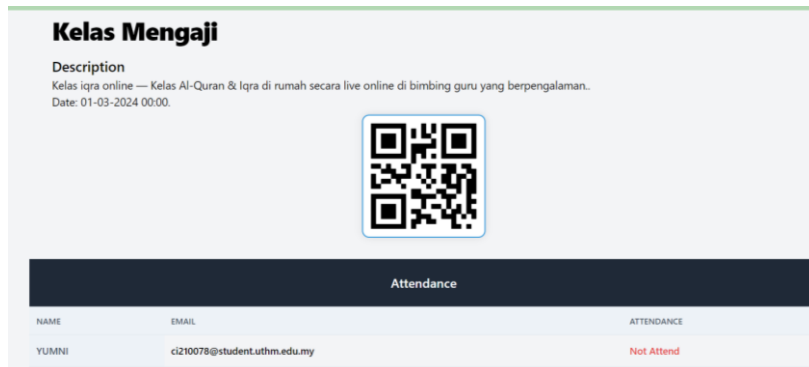 Kelas Mengaji
Description
Kelas iqra online — Kelas Al-Quran & Iqra di rumah secara live online di bimbing guru yang berpengalaman..
Date: 01-03-2024 00:00.
Attendance
NAME EMAIL ATTENDANCE
YUMNI ci210078@student.uthm.edu.my Not Attend